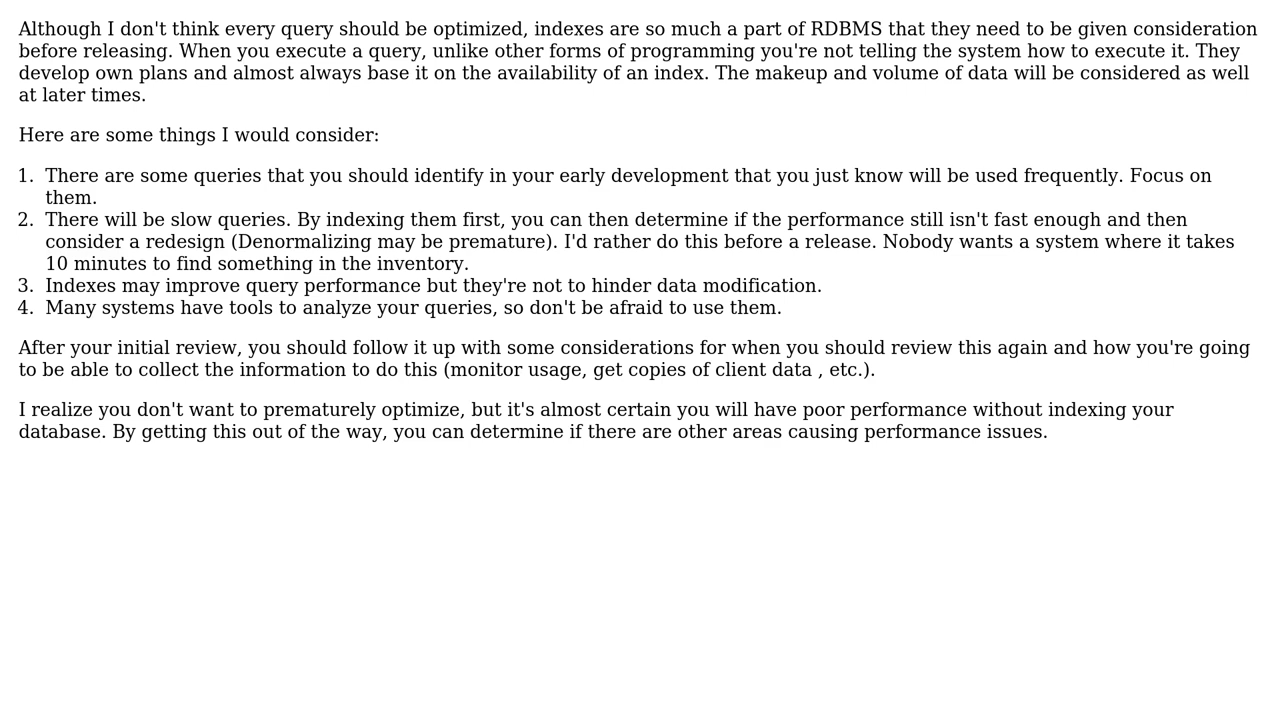 Although I don't think every query should be optimized, indexes are so much a part of RDBMS that they need to be given consideration
before releasing. When you execute a query, unlike other forms of programming you're not telling the system how to execute it. They
develop own plans and almost always base it on the availability of an index. The makeup and volume of data will be considered as well
at later times.
Here are some things I would consider:
1. There are some queries that you should identify in your early development that you just know will be used frequently. Focus on
them.
2. There will be slow queries. By indexing them first, you can then determine if the performance still isn't fast enough and then
consider a redesign (Denormalizing may be premature). I'd rather do this before a release. Nobody wants a system where it takes
10 minutes to find something in the inventory.
3. Indexes may improve query performance but they're not to hinder data modification.
4. Many systems have tools to analyze your queries, so don't be afraid to use them.
After your initial review, you should follow it up with some considerations for when you should review this again and how you're going
to be able to collect the information to do this (monitor usage, get copies of client data , etc.).
I realize you don't want to prematurely optimize, but it's almost certain you will have poor performance without indexing your
database. By getting this out of the way, you can determine if there are other areas causing performance issues.